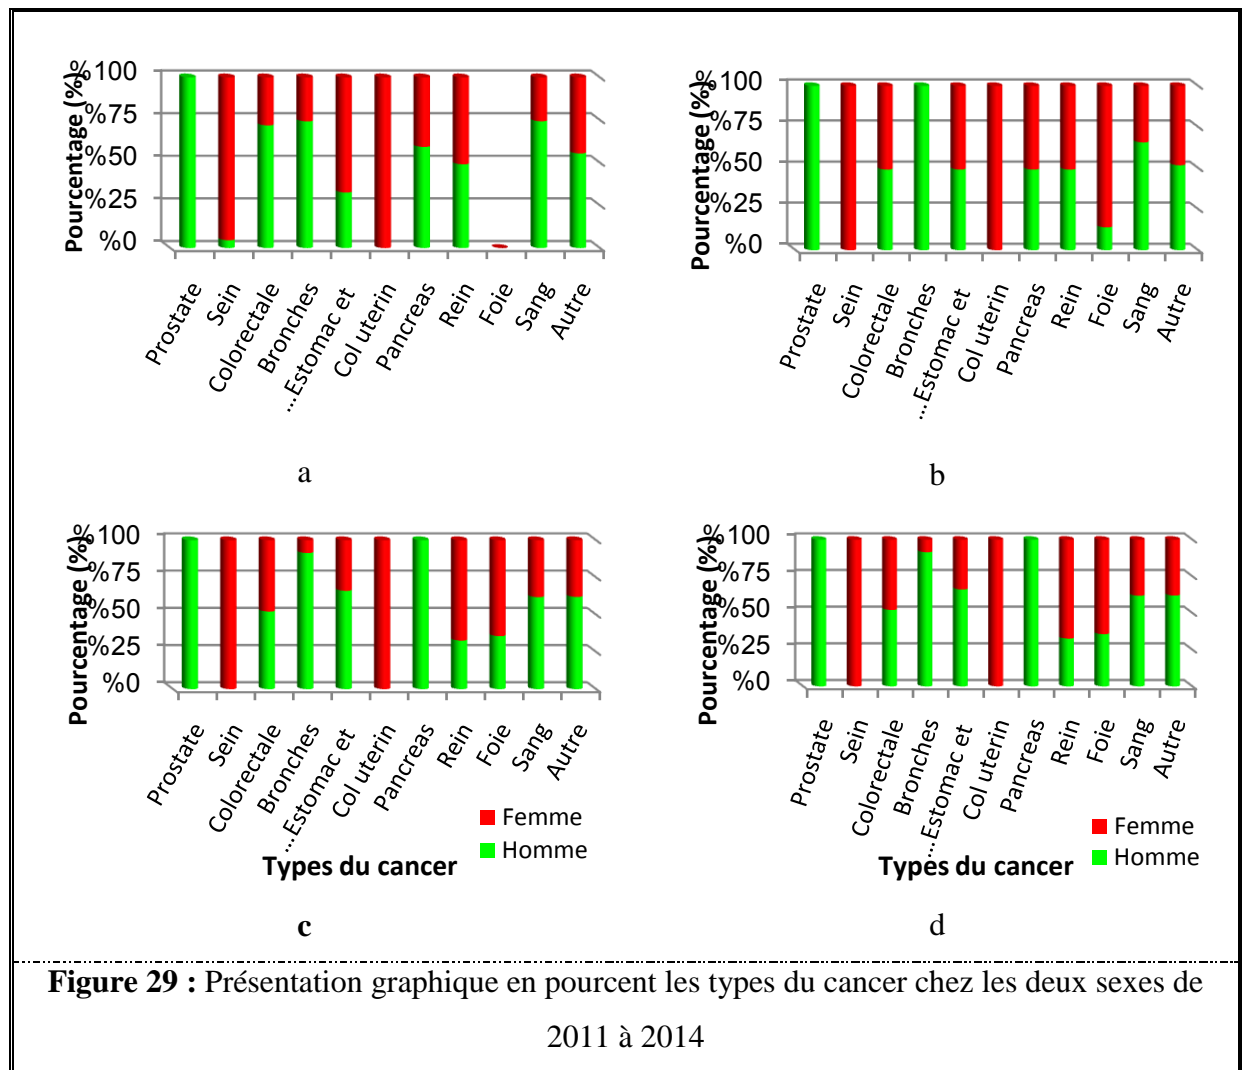 Pourcentage (%)
%100
%75
%50
%25
%0
Prostate
Sein
Colorectale
Bronches
...Estomac et
Col uterin
Pancreas
Rein
Foie
Sang
Autre
a
Pourcentage (%)
%100
%75
%50
%25
%0
Prostate
Sein
Colorectale
Bronches
...Estomac et
Col uterin
Pancreas
Rein
Foie
Sang
Autre
b
Pourcentage (%)
%100
%75
%50
%25
%0
Prostate
Sein
Colorectale
Bronches
...Estomac et
Col uterin
Pancreas
Rein
Foie
Sang
Autre
Femme
Homme
Types du cancer
c
Pourcentage (%)
%100
%75
%50
%25
%0
Prostate
Sein
Colorectale
Bronches
...Estomac et
Col uterin
Pancreas
Rein
Foie
Sang
Autre
Femme
Homme
Types du cancer
d
Figure 29 : Présentation graphique en pourcent les types du cancer chez les deux sexes de
2011 à 2014